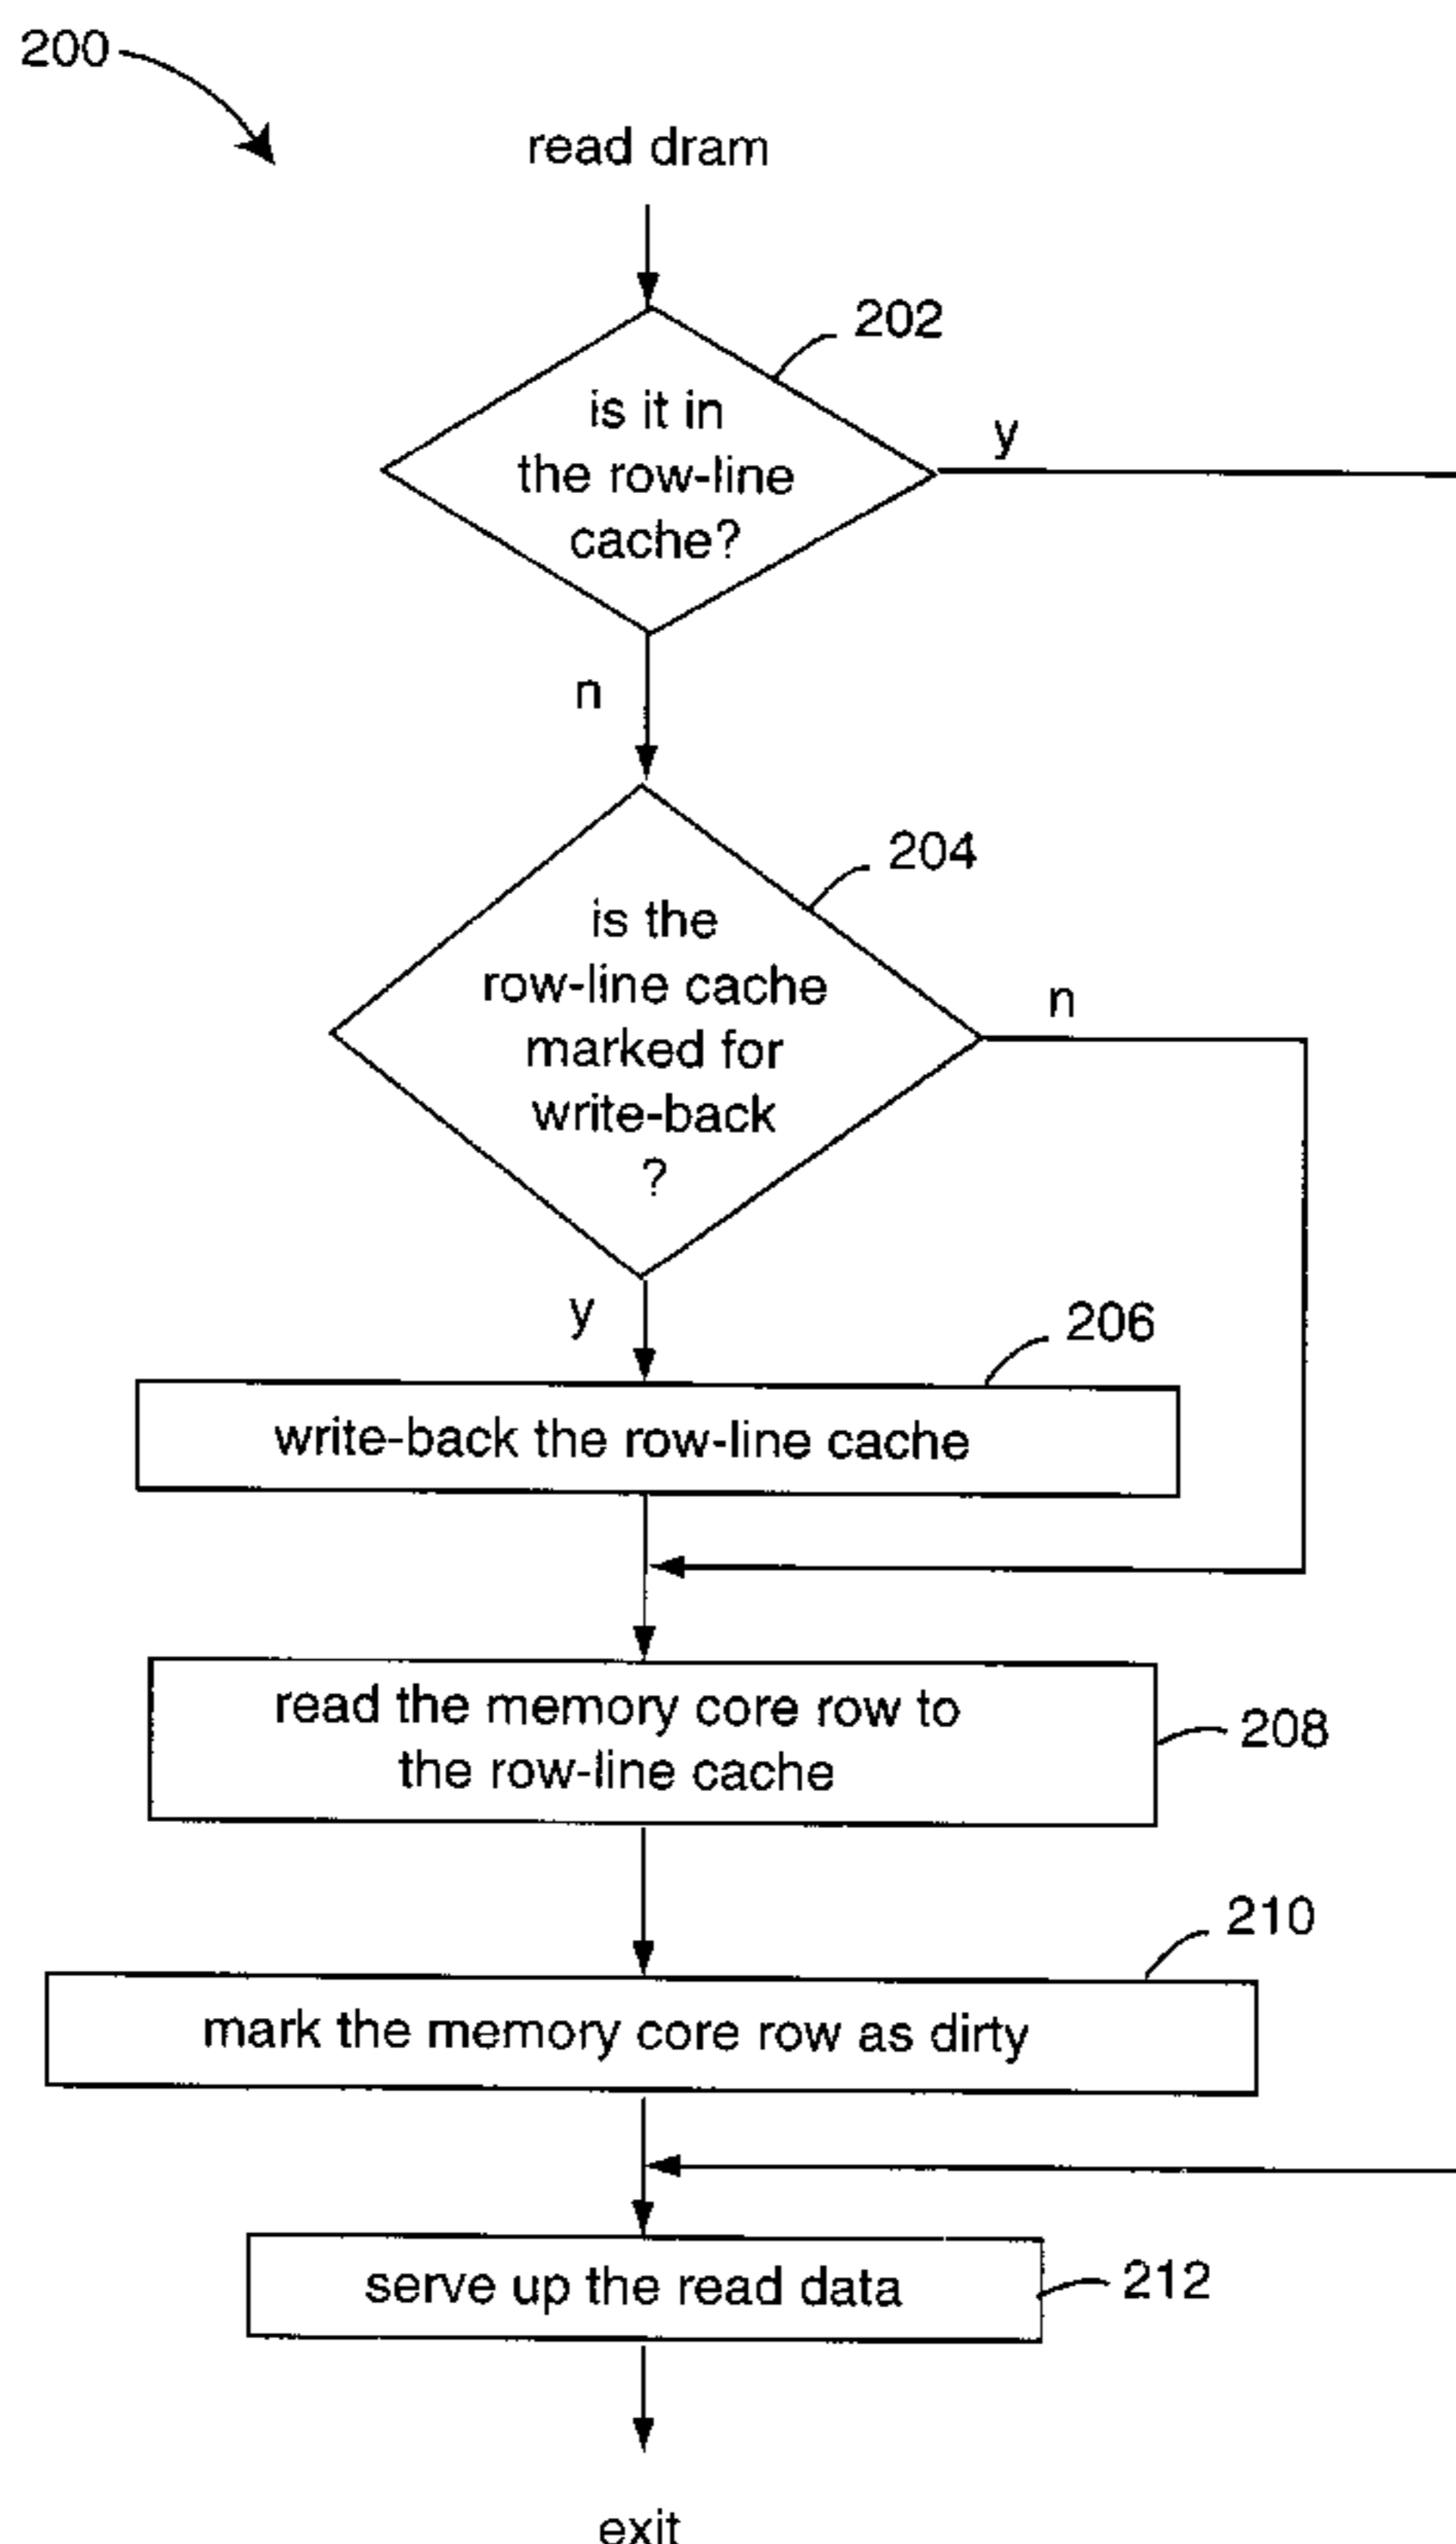 200
read dram
202
is it in
the row-line
cache?
y
n
204
is the
row-line cache
marked for
write-back
?
n
y
206
write-back the row-line cache
read the memory core row to
the row-line cache
208
210
mark the memory core row as dirty
serve up the read data
212
exit